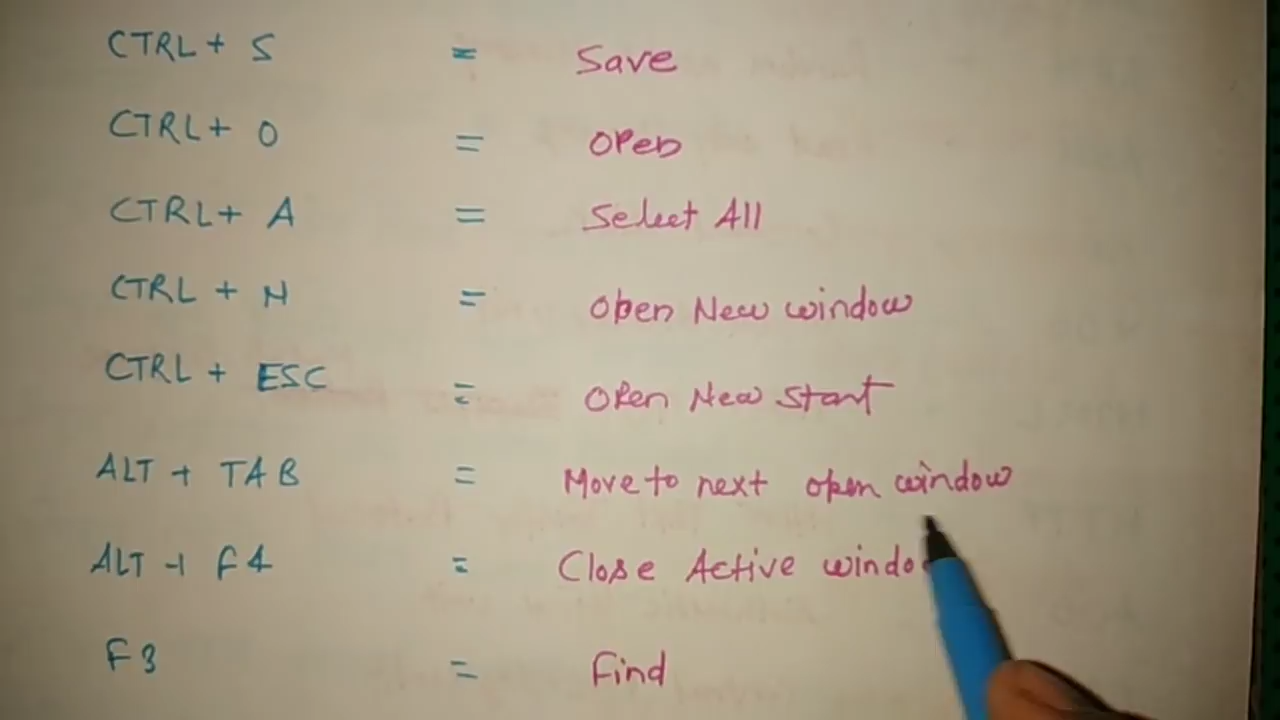 CTRL + S = Save
CTRL + O = Open
CTRL + A = Select All
CTRL + N = Open New window
CTRL + ESC = Open New Start
ALT + TAB = Move to next open window
ALT + F4 = Close Active windo
F3 = Find